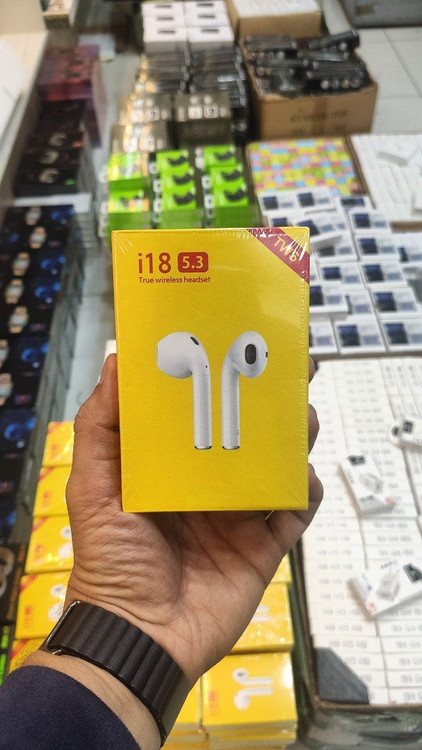 i18 5.3
True wireless headset
TWS